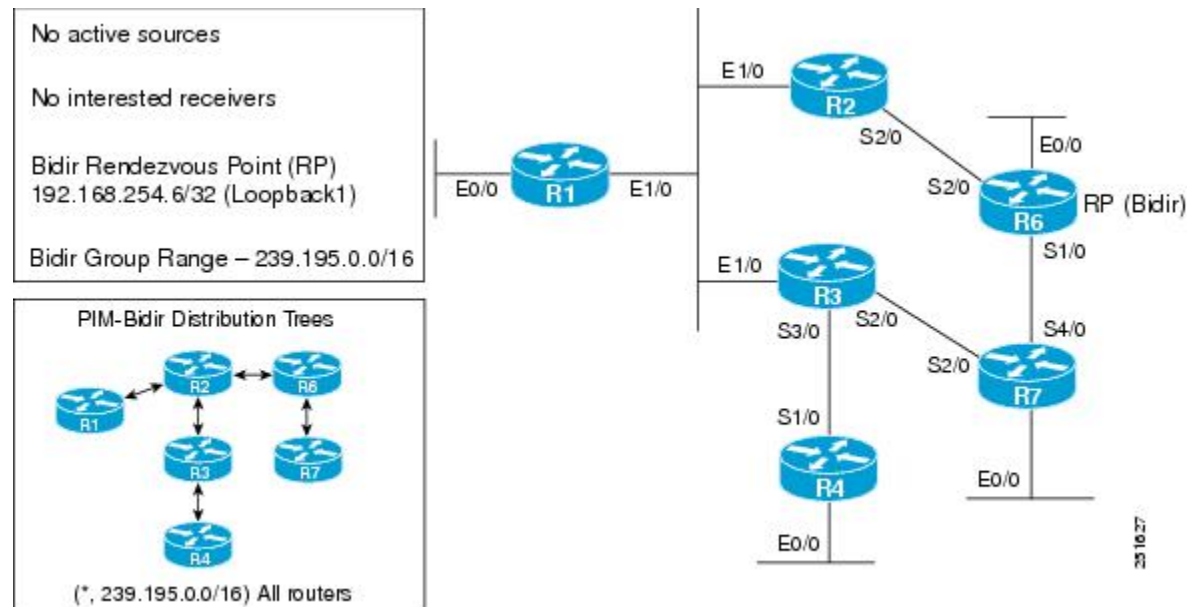 No active sources
No interested receivers
Bidir Rendezvous Point (RP)
192.168.254.6/32 (Loopback1)
Bidir Group Range – 239.195.0.0/16
PIM-Bidir Distribution Trees
R1
R2
R6
R3
R7
R4
(*, 239.195.0.0/16) All routers
E0/0
R1
E1/0
E1/0
R2
S2/0
E0/0
S2/0
R6
RP (Bidir)
S1/0
E1/0
R3
S3/0
S2/0
S4/0
S2/0
R7
S1/0
R4
E0/0
E0/0
251627